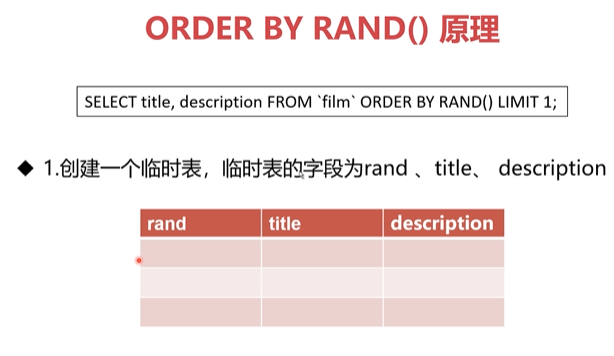 ORDER BY RAND() 原理
SELECT title, description FROM `film` ORDER BY RAND() LIMIT 1;
◆ 1.创建一个临时表，临时表的字段为rand 、title、 description
rand title description